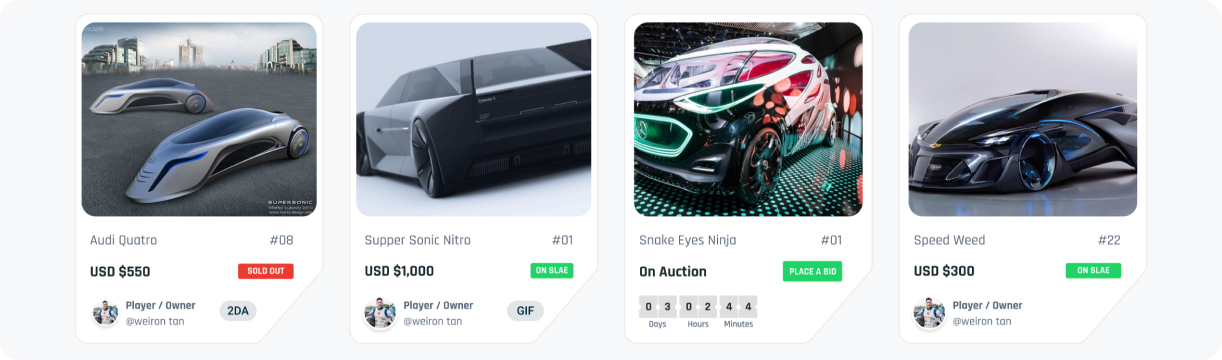 SUPERSONIC
Audi Quatro #08
USD $550 SOLD OUT
Player / Owner
@weiron tan
2DA
Supper Sonic Nitro #01
USD $1,000 ON SLAE
Player / Owner
@weiron tan
GIF
Snake Eyes Ninja #01
On Auction PLACE A BID
0 3 0 2 4 4
Days Hours Minutes
Speed Weed #22
USD $300 ON SLAE
Player / Owner
@weiron tan